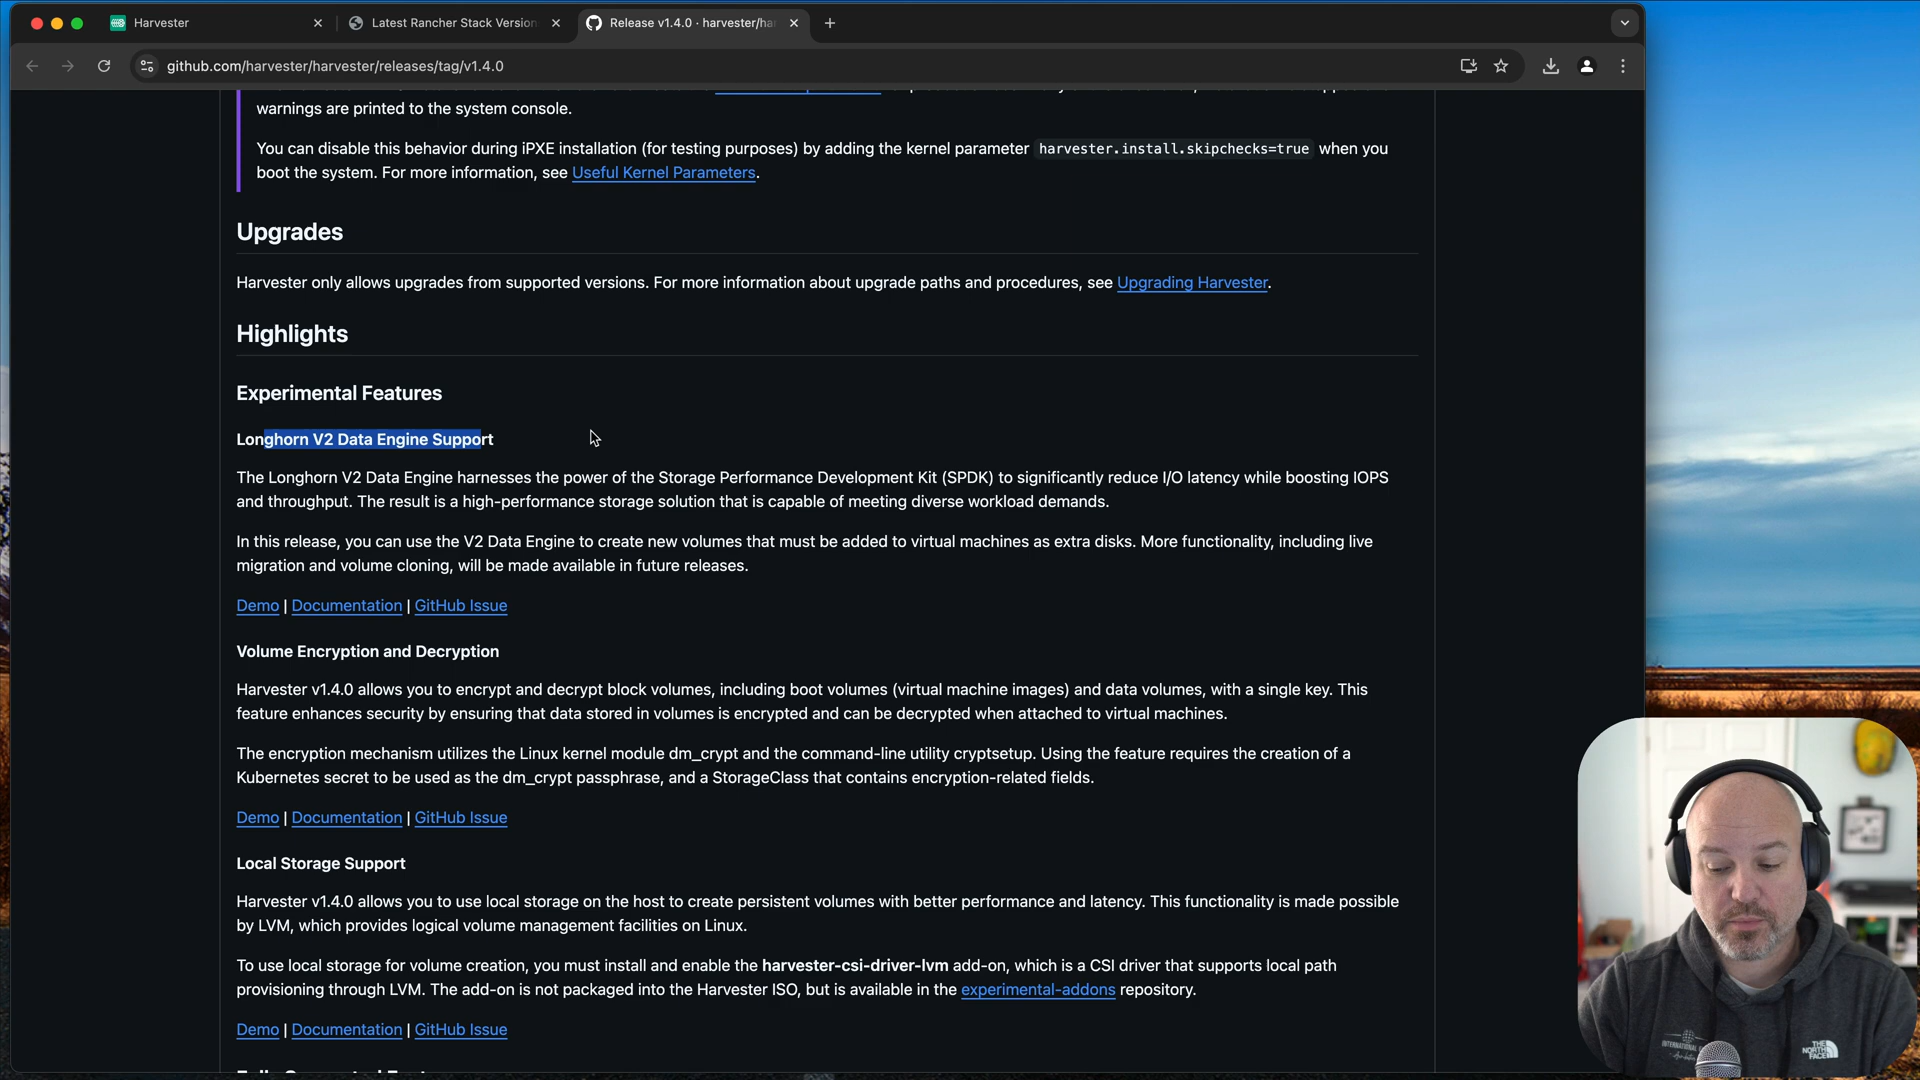 Harvester
Latest Rancher Stack Version
Release v1.4.0 · harvester/ha
github.com/harvester/harvester/releases/tag/v1.4.0
warnings are printed to the system console.
You can disable this behavior during iPXE installation (for testing purposes) by adding the kernel parameter harvester.install.skipchecks=true when you
boot the system. For more information, see Useful Kernel Parameters.
Upgrades
Harvester only allows upgrades from supported versions. For more information about upgrade paths and procedures, see Upgrading Harvester.
Highlights
Experimental Features
Longhorn V2 Data Engine Support
The Longhorn V2 Data Engine harnesses the power of the Storage Performance Development Kit (SPDK) to significantly reduce I/O latency while boosting IOPS
and throughput. The result is a high-performance storage solution that is capable of meeting diverse workload demands.
In this release, you can use the V2 Data Engine to create new volumes that must be added to virtual machines as extra disks. More functionality, including live
migration and volume cloning, will be made available in future releases.
Demo | Documentation | GitHub Issue
Volume Encryption and Decryption
Harvester v1.4.0 allows you to encrypt and decrypt block volumes, including boot volumes (virtual machine images) and data volumes, with a single key. This
feature enhances security by ensuring that data stored in volumes is encrypted and can be decrypted when attached to virtual machines.
The encryption mechanism utilizes the Linux kernel module dm_crypt and the command-line utility cryptsetup. Using the feature requires the creation of a
Kubernetes secret to be used as the dm_crypt passphrase, and a StorageClass that contains encryption-related fields.
Demo | Documentation | GitHub Issue
Local Storage Support
Harvester v1.4.0 allows you to use local storage on the host to create persistent volumes with better performance and latency. This functionality is made possible
by LVM, which provides logical volume management facilities on Linux.
To use local storage for volume creation, you must install and enable the harvester-csi-driver-lvm add-on, which is a CSI driver that supports local path
provisioning through LVM. The add-on is not packaged into the Harvester ISO, but is available in the experimental-addons repository.
Demo | Documentation | GitHub Issue
THE
NORTH
FACE